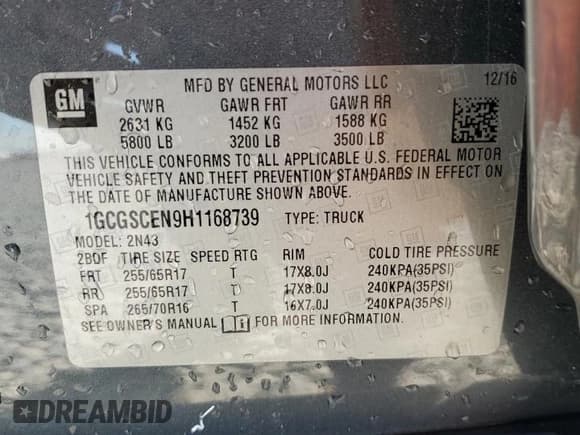 GM
MFD BY GENERAL MOTORS LLC 12/16
GVWR GAWR FRT GAWR RR
2631 KG 1452 KG 1588 KG
5800 LB 3200 LB 3500 LB
THIS VEHICLE CONFORMS TO ALL APPLICABLE U.S. FEDERAL MOTOR
VEHICLE SAFETY AND THEFT PREVENTION STANDARDS IN EFFECT ON
THE DATE OF MANUFACTURE SHOWN ABOVE.
1GCGSCEN9H1168739 TYPE: TRUCK
MODEL: 2N43
2BOF TIRE SIZE SPEED RTG RIM COLD TIRE PRESSURE
FRT 255/65R17 T 17X8.0J 240KPA(35PSI)
RR 255/65R17 T 17X8.0J 240KPA(35PSI)
SPA 265/70R16 T 16X7.0J 240KPA(35PSI)
SEE OWNER'S MANUAL FOR MORE INFORMATION.
DREAMBID